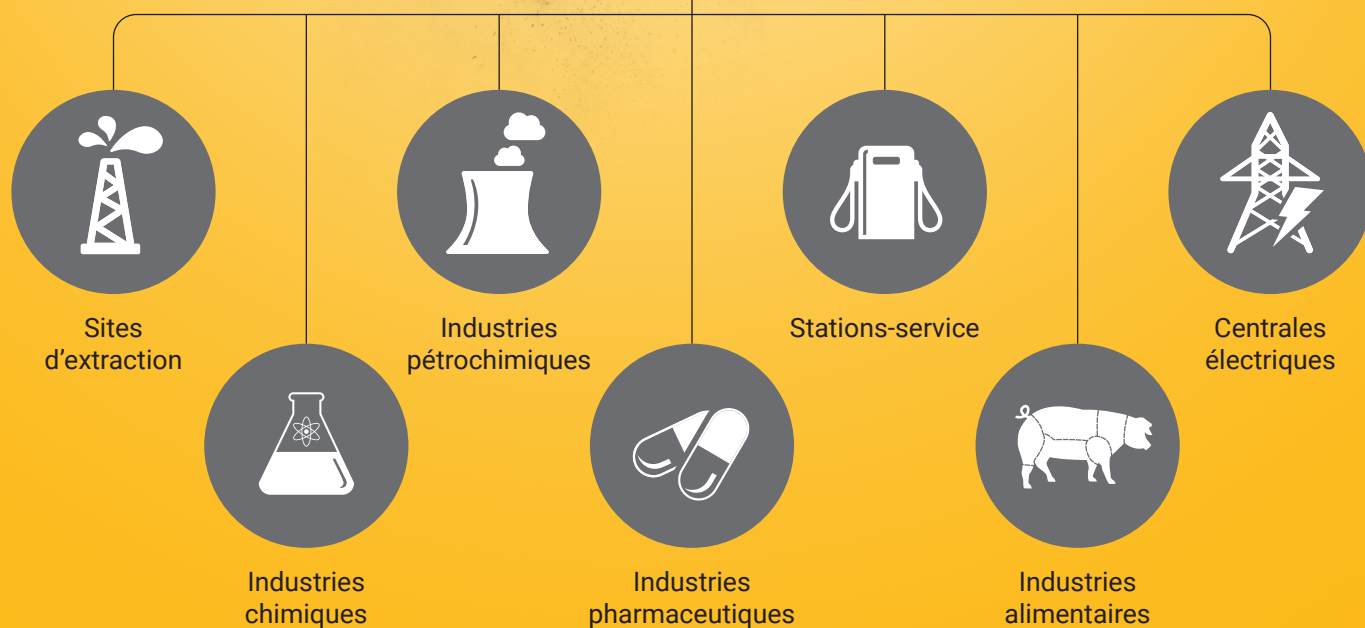 Sites
d’extraction
Industries
pétrochimiques
Stations-service
Centrales
électriques
Industries
chimiques
Industries
pharmaceutiques
Industries
alimentaires